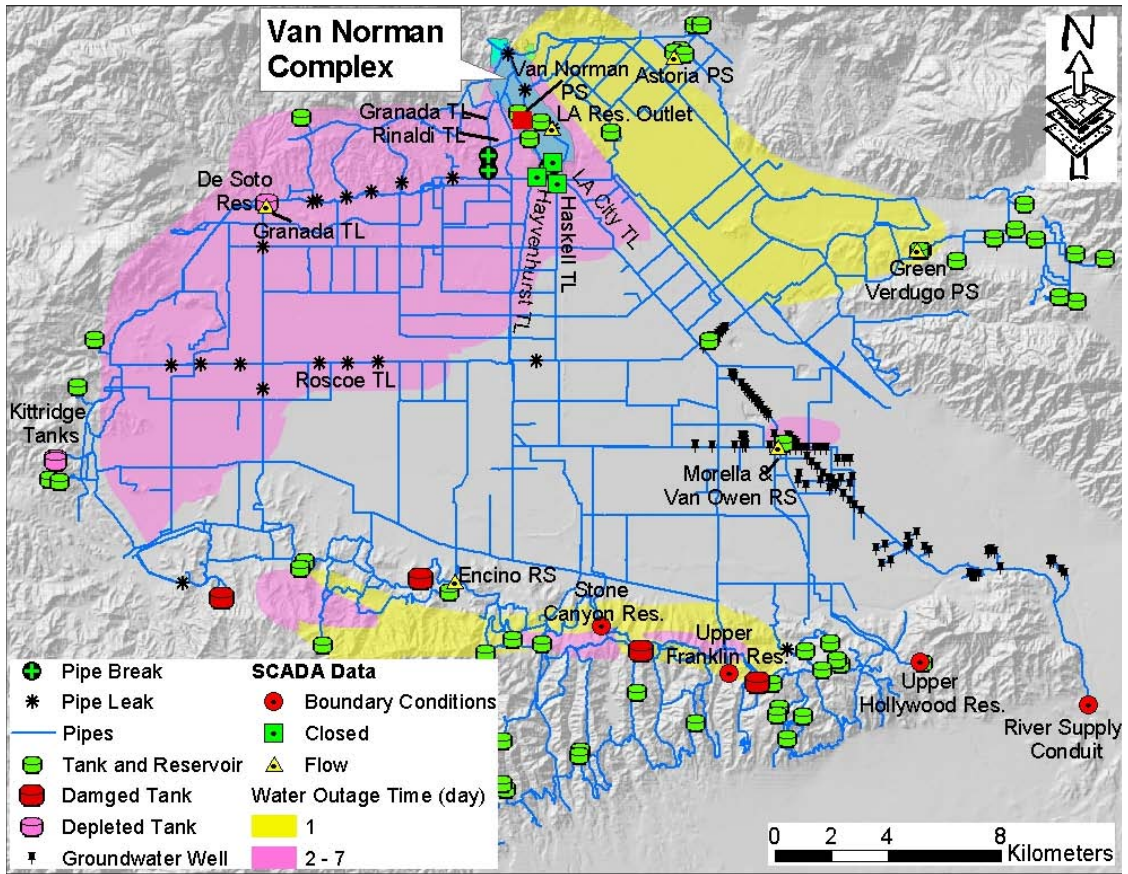 Van Norman
Complex
N
Van Norman
PS
Astoria PS
Granada TL
Rinaldi TL
LA Res. Outlet
De Soto
Res.
Granada TL
LA City TL
Hayvenhurst TL
Haskell TL
Green
Verdugo PS
Roscoe TL
Kittridge
Tanks
Morella &
Van Owen RS
Encino RS
Stone
Canyon Res.
Upper
Franklin Res.
Upper
Hollywood Res.
River Supply
Conduit
Pipe Break
Pipe Leak
Pipes
Tank and Reservoir
Damged Tank
Depleted Tank
Groundwater Well
SCADA Data
Boundary Conditions
Closed
Flow
Water Outage Time (day)
1
2 - 7
0 4 8
Kilometers